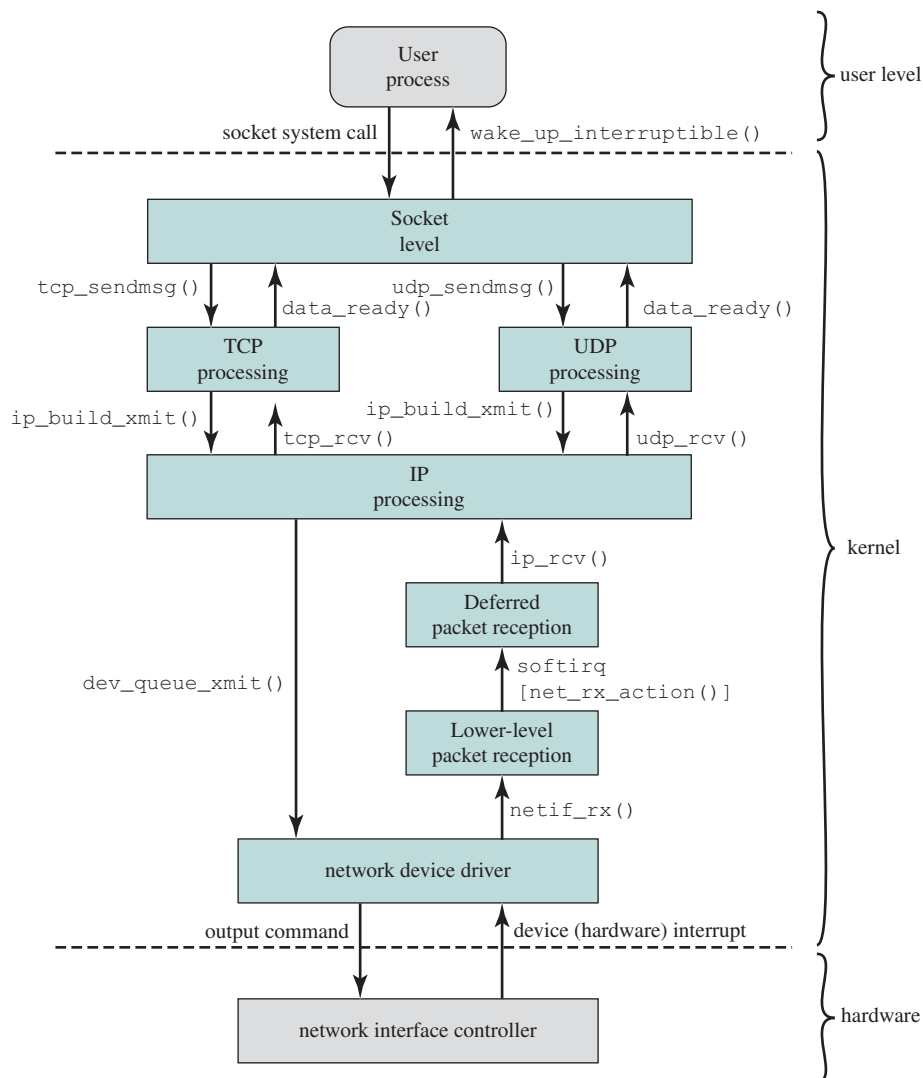 User
process
user level
socket system call
wake_up_interruptible()
Socket
level
tcp_sendmsg()
data_ready()
udp_sendmsg()
data_ready()
TCP
processing
UDP
processing
ip_build_xmit()
tcp_rcv()
ip_build_xmit()
udp_rcv()
IP
processing
kernel
ip_rcv()
Deferred
packet reception
softirq
[net_rx_action()]
dev_queue_xmit()
Lower-level
packet reception
netif_rx()
network device driver
output command
device (hardware) interrupt
network interface controller
hardware